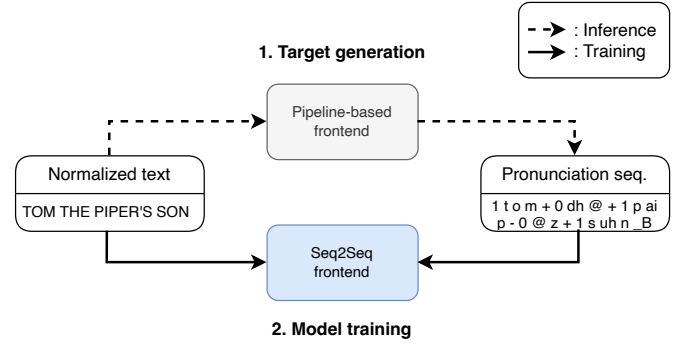 : Inference
: Training
1. Target generation
Pipeline-based
frontend
Normalized text
TOM THE PIPER'S SON
Pronunciation seq.
1 t o m + 0 dh @ + 1 p ai
p - 0 @ z + 1 s uh n _B
Seq2Seq
frontend
2. Model training